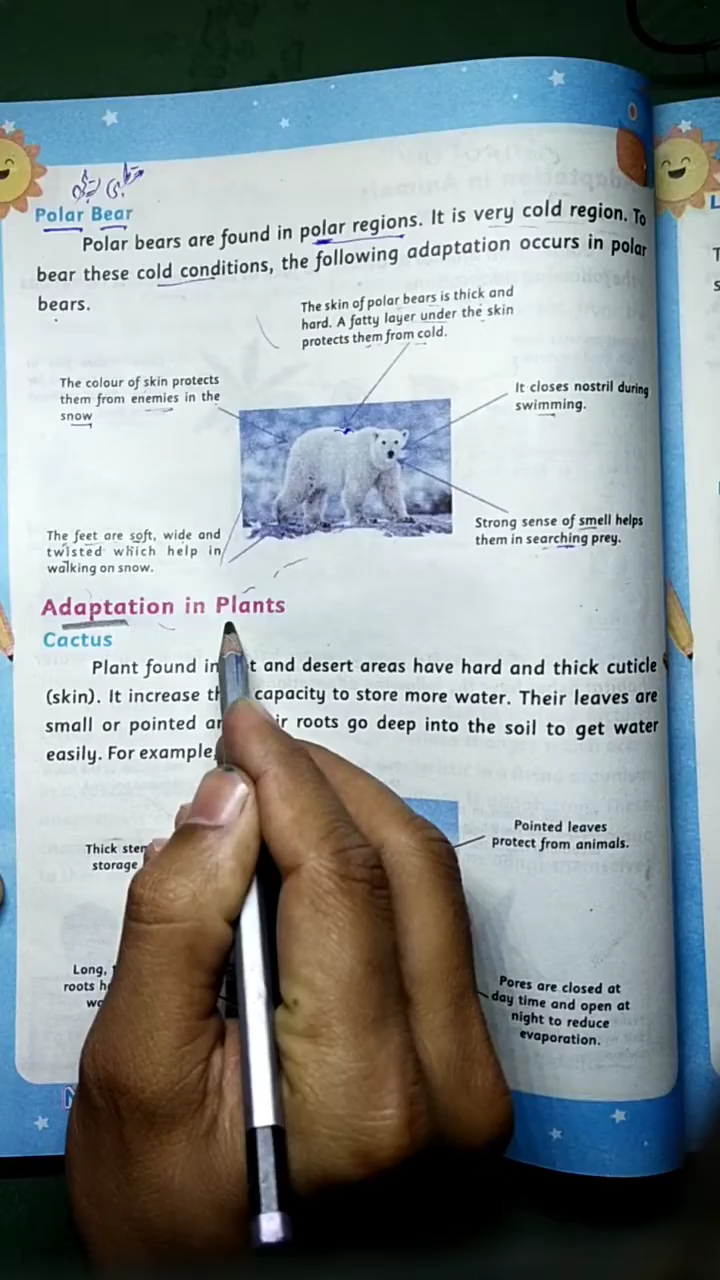 Polar Bear
Polar bears are found in polar regions. It is very cold region. To
bear these cold conditions, the following adaptation occurs in polar
bears.
The skin of polar bears is thick and
hard. A fatty layer under the skin
protects them from cold.
The colour of skin protects
them from enemies in the
snow
It closes nostril during
swimming.
Strong sense of smell helps
them in searching prey.
The feet are soft, wide and
twisted which help in
walking on snow.
Adaptation in Plants
Cactus
Plant found in and desert areas have hard and thick cuticle
(skin). It increase capacity to store more water. Their leaves are
small or pointed roots go deep into the soil to get water
easily. For example,
Thick
storage
Pointed leaves
protect from animals.
Long,
roots
Pores are closed at
day time and open at
night to reduce
evaporation.